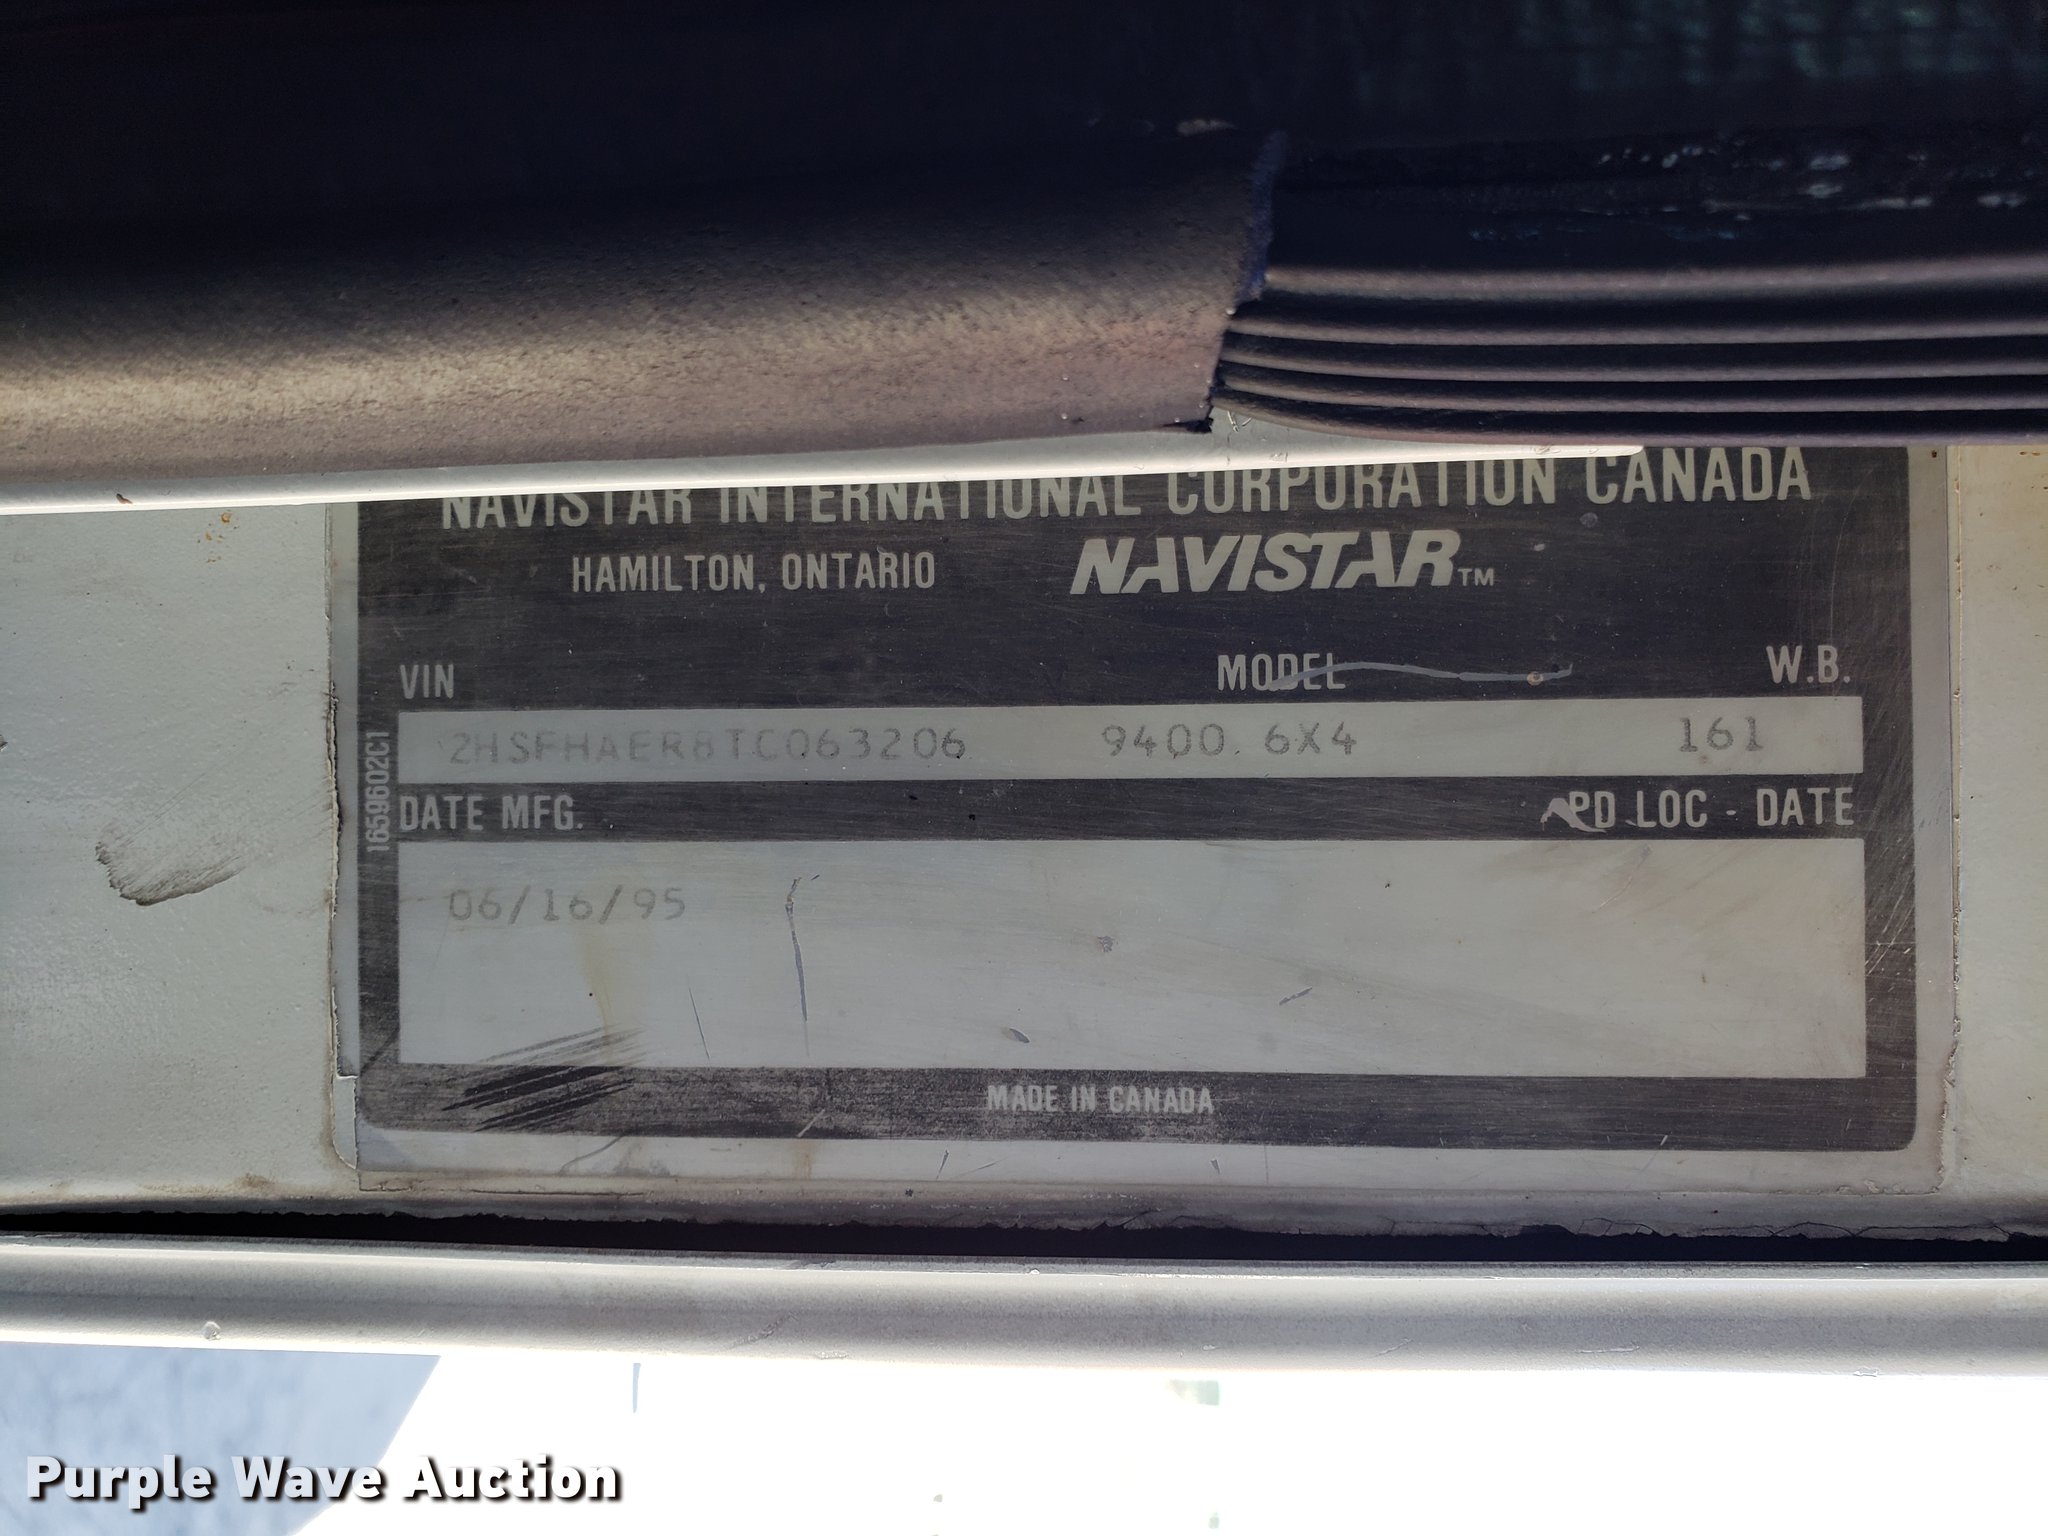 NAVISTAR INTERNATIONAL CORPORATION CANADA
HAMILTON, ONTARIO NAVISTAR™
VIN MODEL W.B.
2HSFHAER8TC063206 9400 6X4 161
DATE MFG. PD LOC - DATE
06/16/95
MADE IN CANADA
1659602C1
Purple Wave Auction